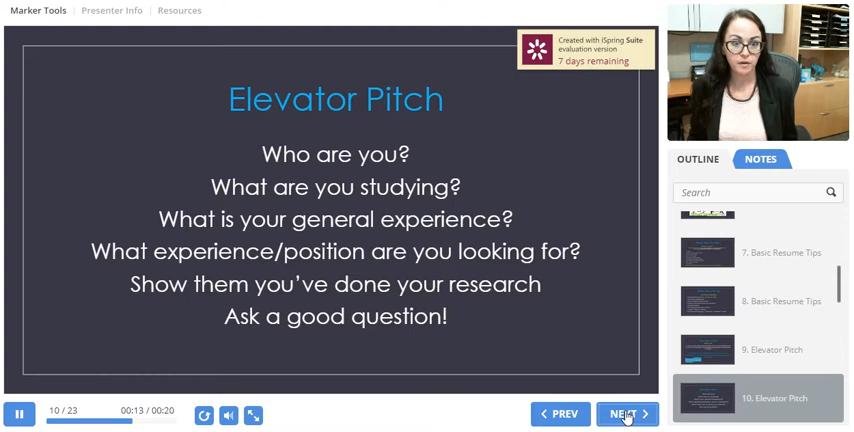 Marker Tools | Presenter Info | Resources
Created with iSpring Suite
evaluation version
7 days remaining
Elevator Pitch
Who are you?
What are you studying?
What is your general experience?
What experience/position are you looking for?
Show them you've done your research
Ask a good question!
OUTLINE
NOTES
Search
7. Basic Resume Tips
8. Basic Resume Tips
9. Elevator Pitch
10. Elevator Pitch
10 / 23
00:13 / 00:20
PREV
NEXT